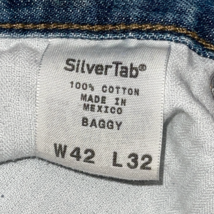 SilverTab®
100% COTTON
MADE IN
MEXICO
BAGGY
W42 L32